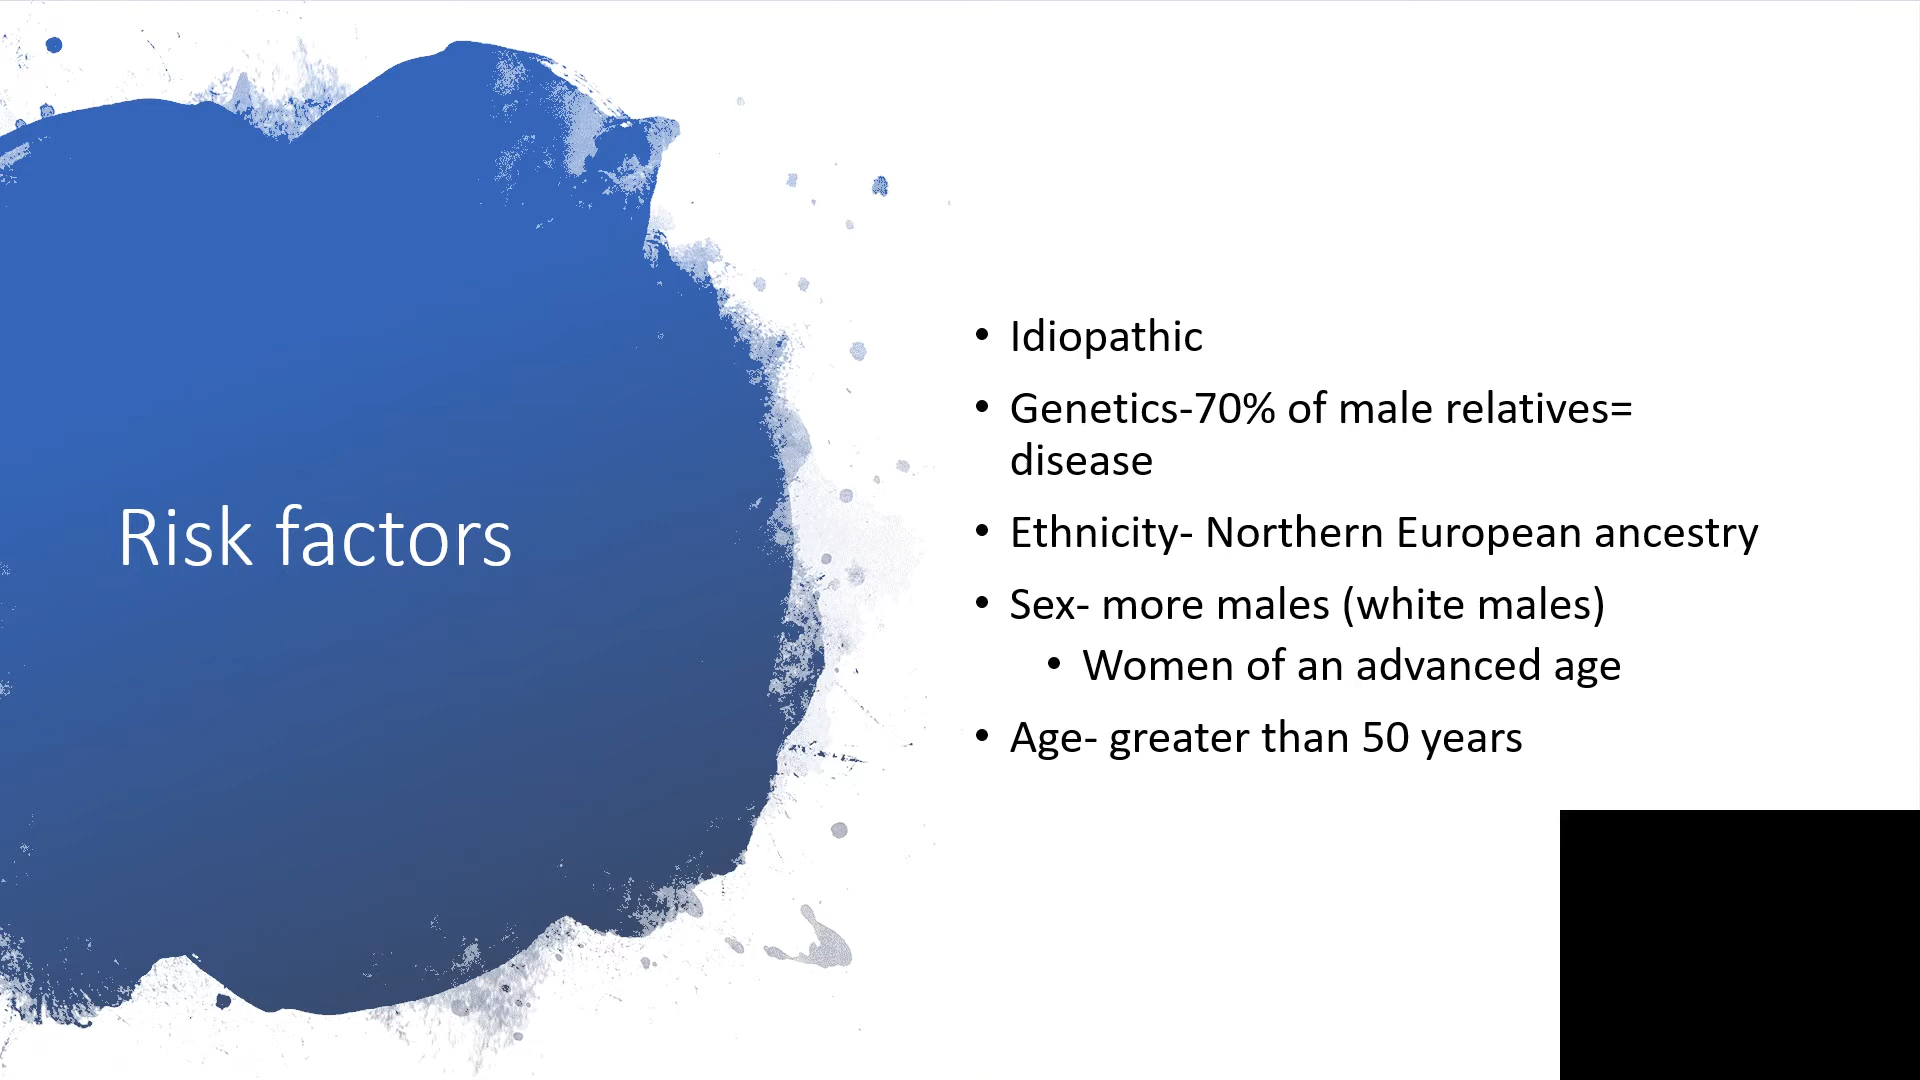 Risk factors
• Idiopathic
• Genetics-70% of male relatives=
disease
• Ethnicity- Northern European ancestry
• Sex- more males (white males)
• Women of an advanced age
• Age- greater than 50 years